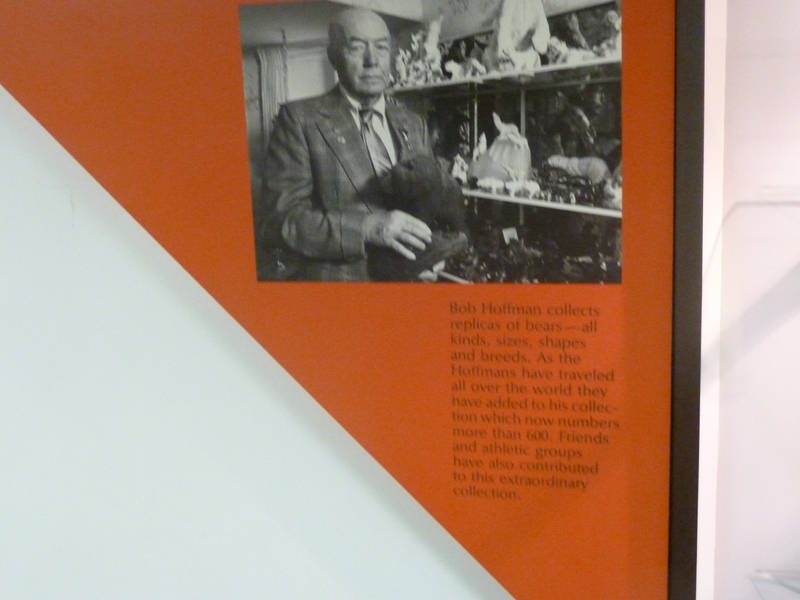 Bob Hoffman collects
replicas of bears—all
kinds, sizes, shapes
and breeds. As the
Hoffmans have traveled
all over the world they
have added to his collec-
tion which now numbers
more than 600. Friends
and athletic groups
have also contributed
to this extraordinary
collection.